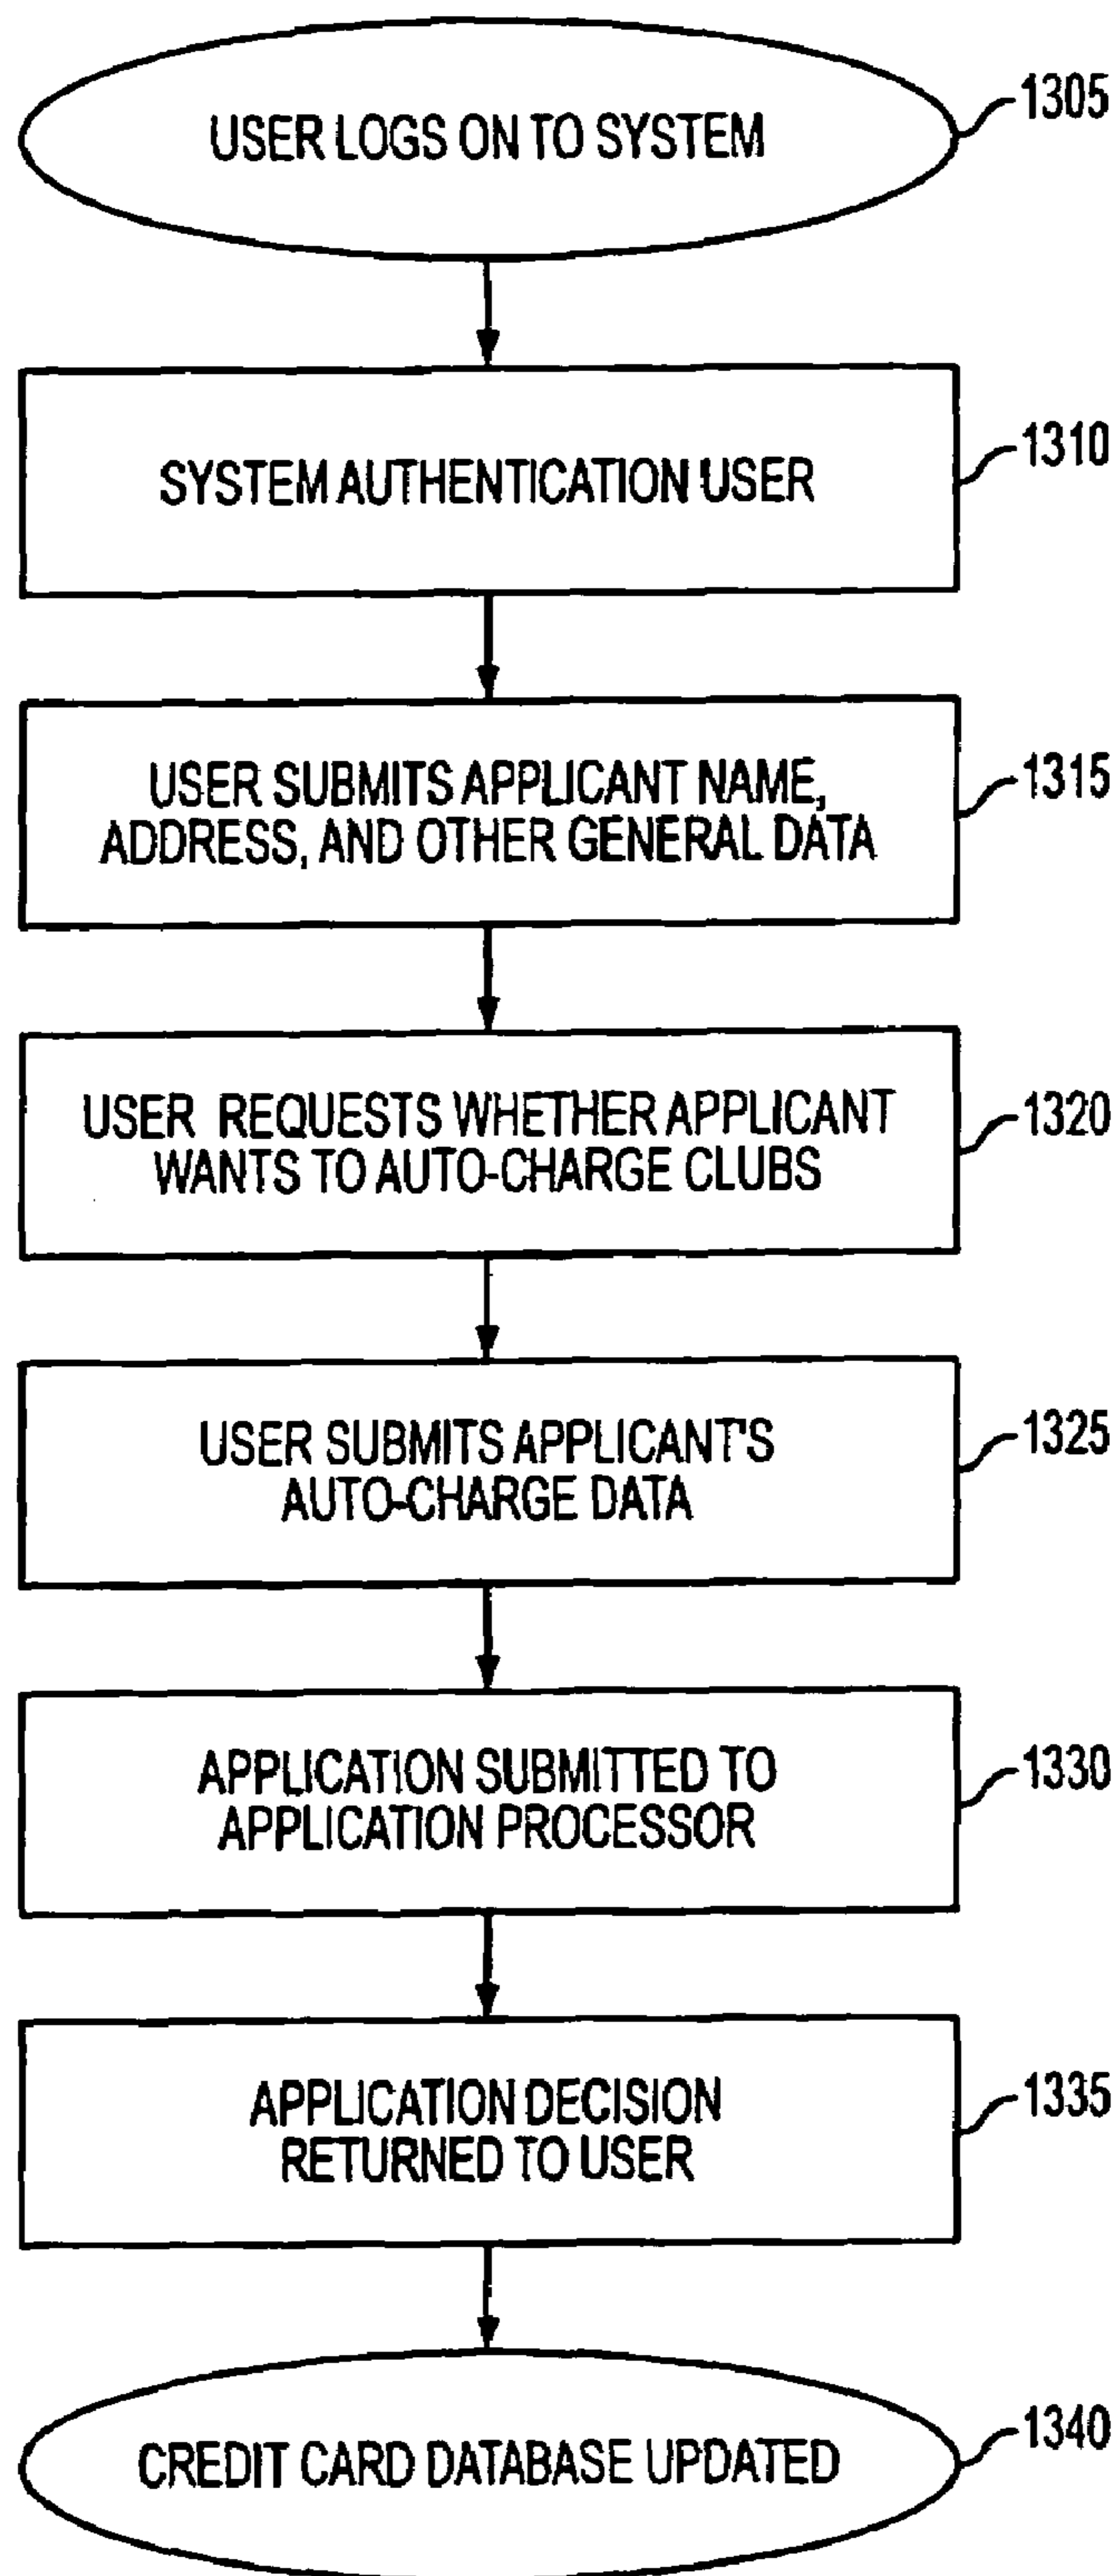 USER LOGS ON TO SYSTEM
1305
SYSTEM AUTHENTICATION USER
1310
USER SUBMITS APPLICANT NAME,
ADDRESS, AND OTHER GENERAL DATA
1315
USER REQUESTS WHETHER APPLICANT
WANTS TO AUTO-CHARGE CLUBS
1320
USER SUBMITS APPLICANT'S
AUTO-CHARGE DATA
1325
APPLICATION SUBMITTED TO
APPLICATION PROCESSOR
1330
APPLICATION DECISION
RETURNED TO USER
1335
CREDIT CARD DATABASE UPDATED
1340